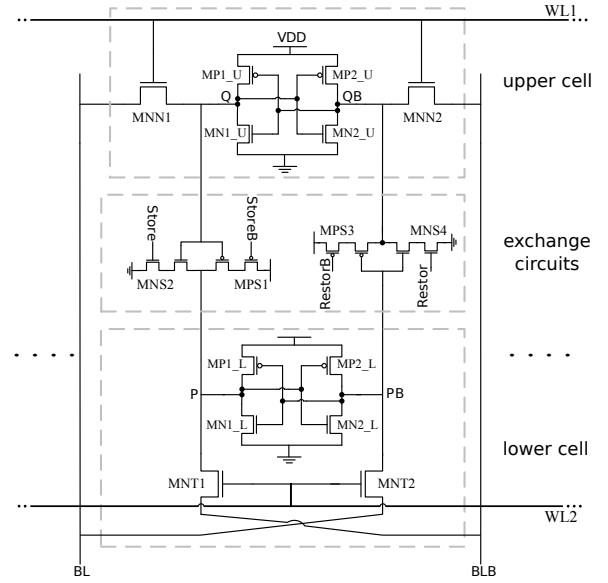 WL1
VDD
MP1_U MP2_U
upper cell
Q QB
MNN1 MNN2
MN1_U MN2_U
Store StoreB
MPS3 MNS4
exchange
circuits
MNS2 MPS1
RestorB Restor
MP1_L MP2_L
P PB
MN1_L MN2_L
lower cell
MNT1 MNT2
WL2
BL BLB